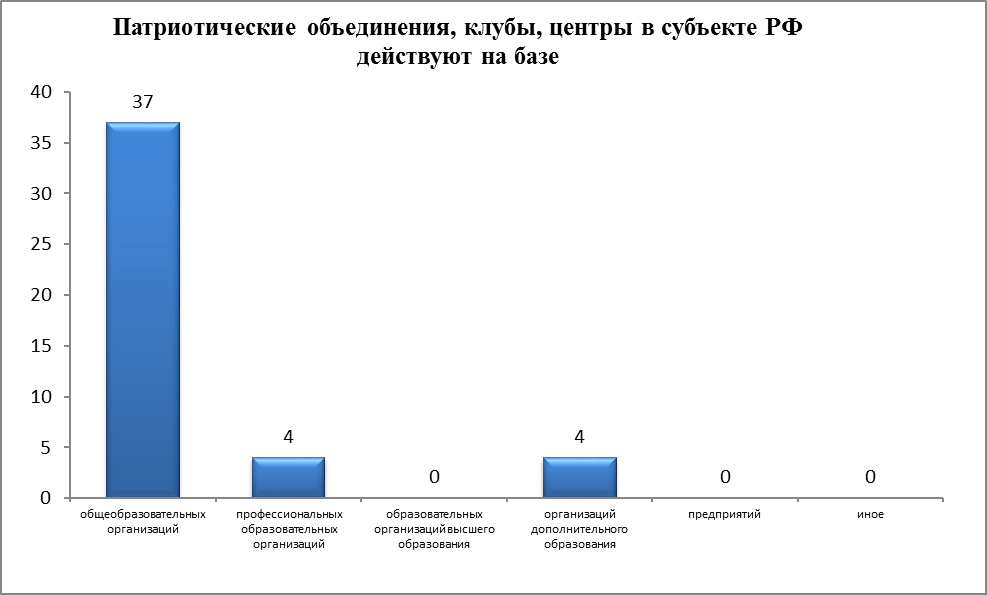 Патриотические объединения, клубы, центры в субъекте РФ
действуют на базе
40
35
30
25
20
15
10
5
0
37
4
0
4
0
0
общеобразовательных
организаций
профессиональных
образовательных
организаций
образовательных
организаций высшего
образования
организаций
дополнительного
образования
предприятий
иное